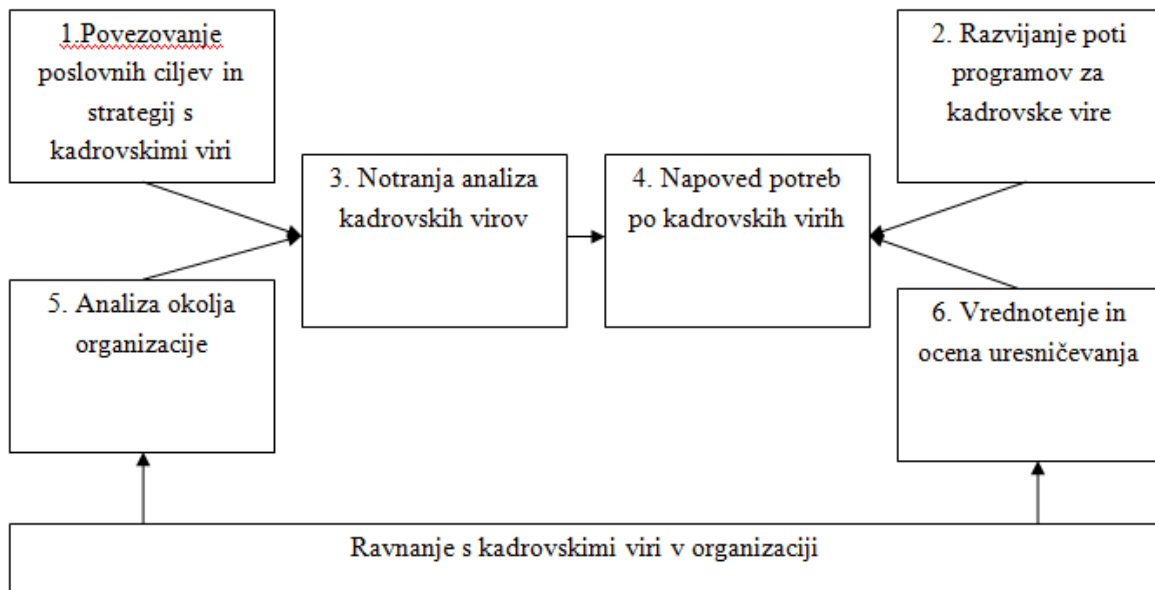 1.Povezovanje
poslovnih ciljev in
strategij s
kadrovskimi viri
2. Razvijanje poti
programov za
kadrovske vire
3. Notranja analiza
kadrovskih virov
4. Napoved potreb
po kadrovskih virih
5. Analiza okolja
organizacije
6. Vrednotenje in
ocena uresničevanja
Ravnanje s kadrovskimi viri v organizaciji